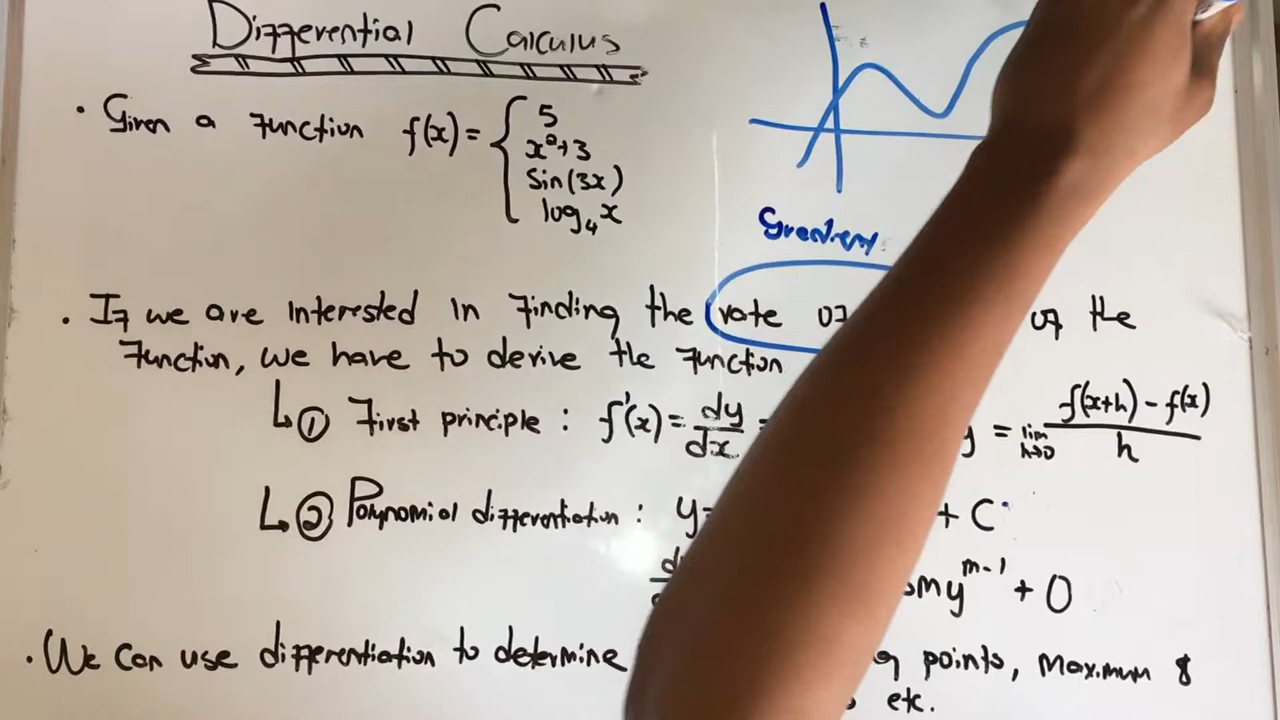 Differential Calculus
• Given a function f(x) = { 5
x²+3
Sin(3x)
log₄ x
Gradient.
• If we are interested in finding the rate of the
function, we have to derive the function
↳ ① First principle : f'(x) = dy/dx = y = lim h→0 f(x+h) - f(x) / h
↳ ② Polynomial differentiation : y= + C
my^(m-1) + 0
• We can use differentiation to determine points, Maximum &
etc.